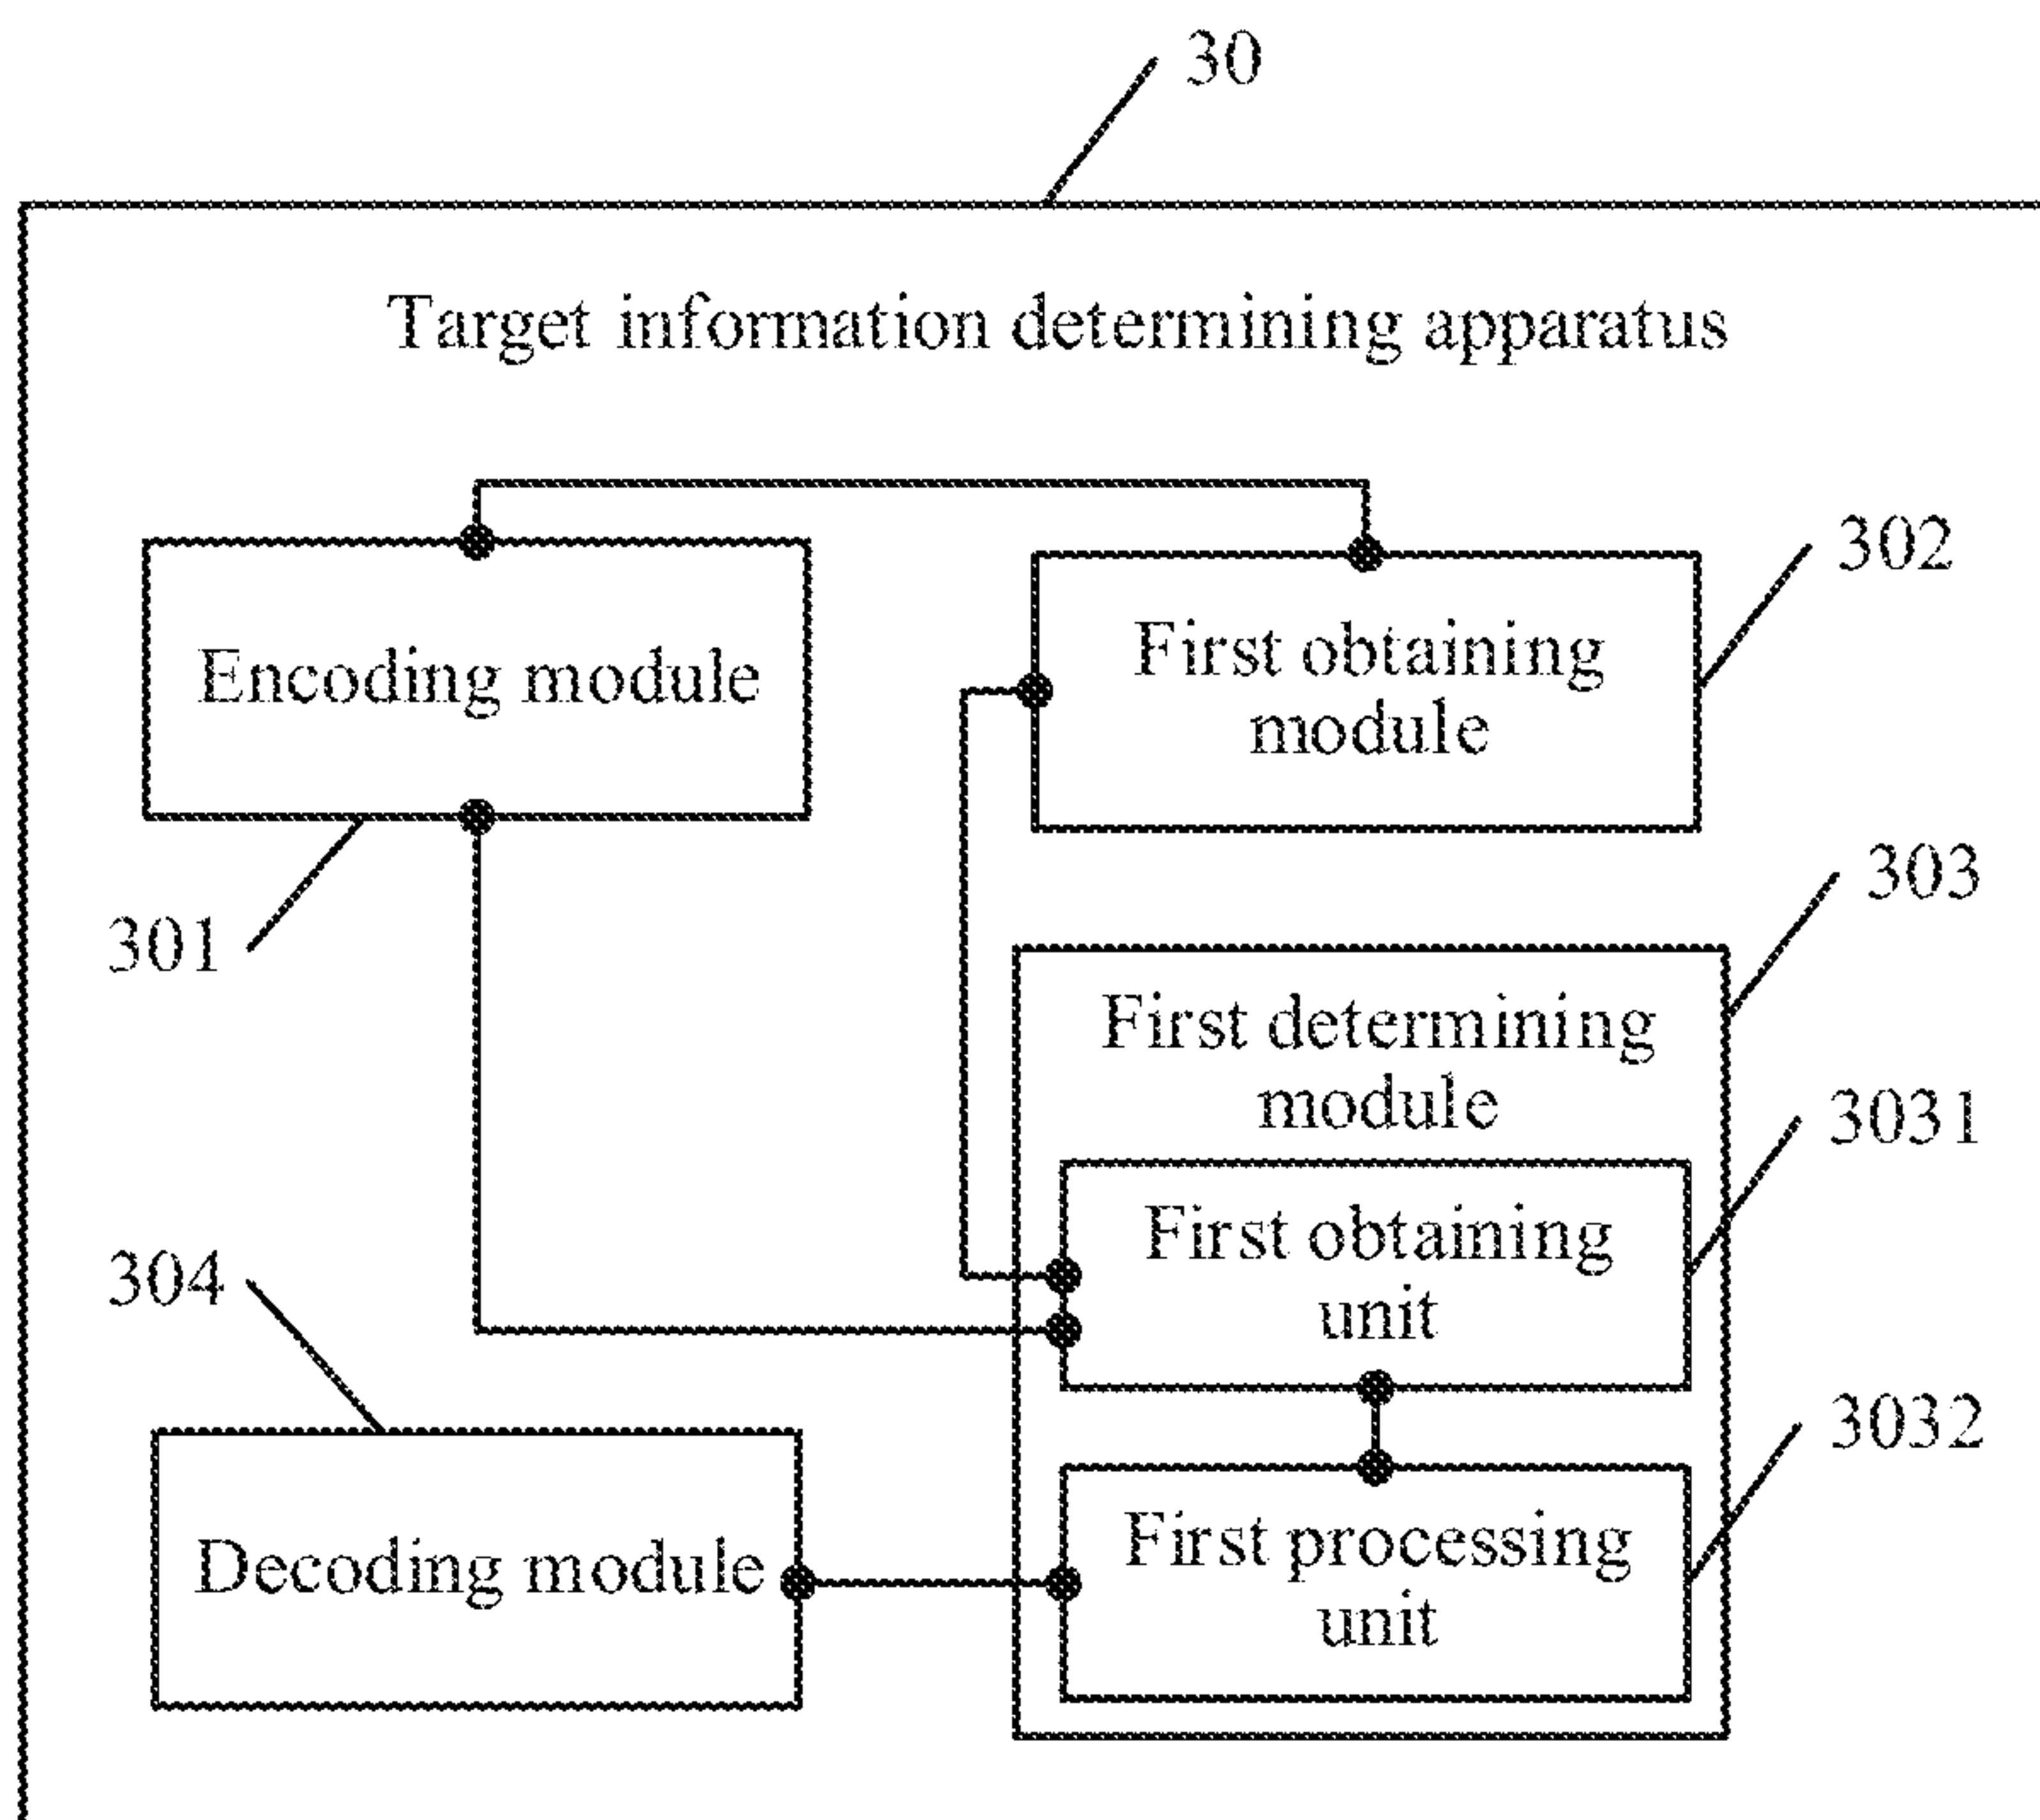 30
Target information determining apparatus
302
Encoding module
First obtaining
module
303
301
First determining
module
3031
First obtaining
unit
304
3032
Decoding module
First processing
unit